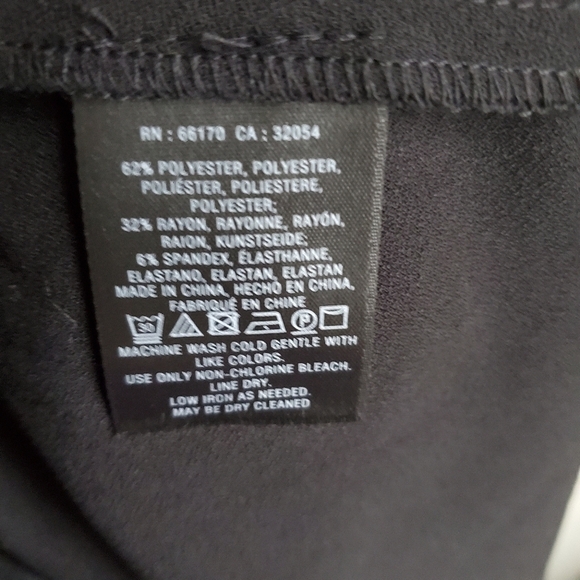 RN : 66170 CA : 32054
62% POLYESTER, POLYESTER,
POLIÉSTER, POLIESTERE,
POLYESTER;
32% RAYON, RAYONNE, RAYÓN,
RAION, KUNSTSEIDE;
6% SPANDEX, ÉLASTHANNE,
ELASTANO, ELASTAN, ELASTAN
MADE IN CHINA, HECHO EN CHINA,
FABRIQUÉ EN CHINE
30 P
MACHINE WASH COLD GENTLE WITH
LIKE COLORS.
USE ONLY NON-CHLORINE BLEACH.
LINE DRY.
LOW IRON AS NEEDED.
MAY BE DRY CLEANED